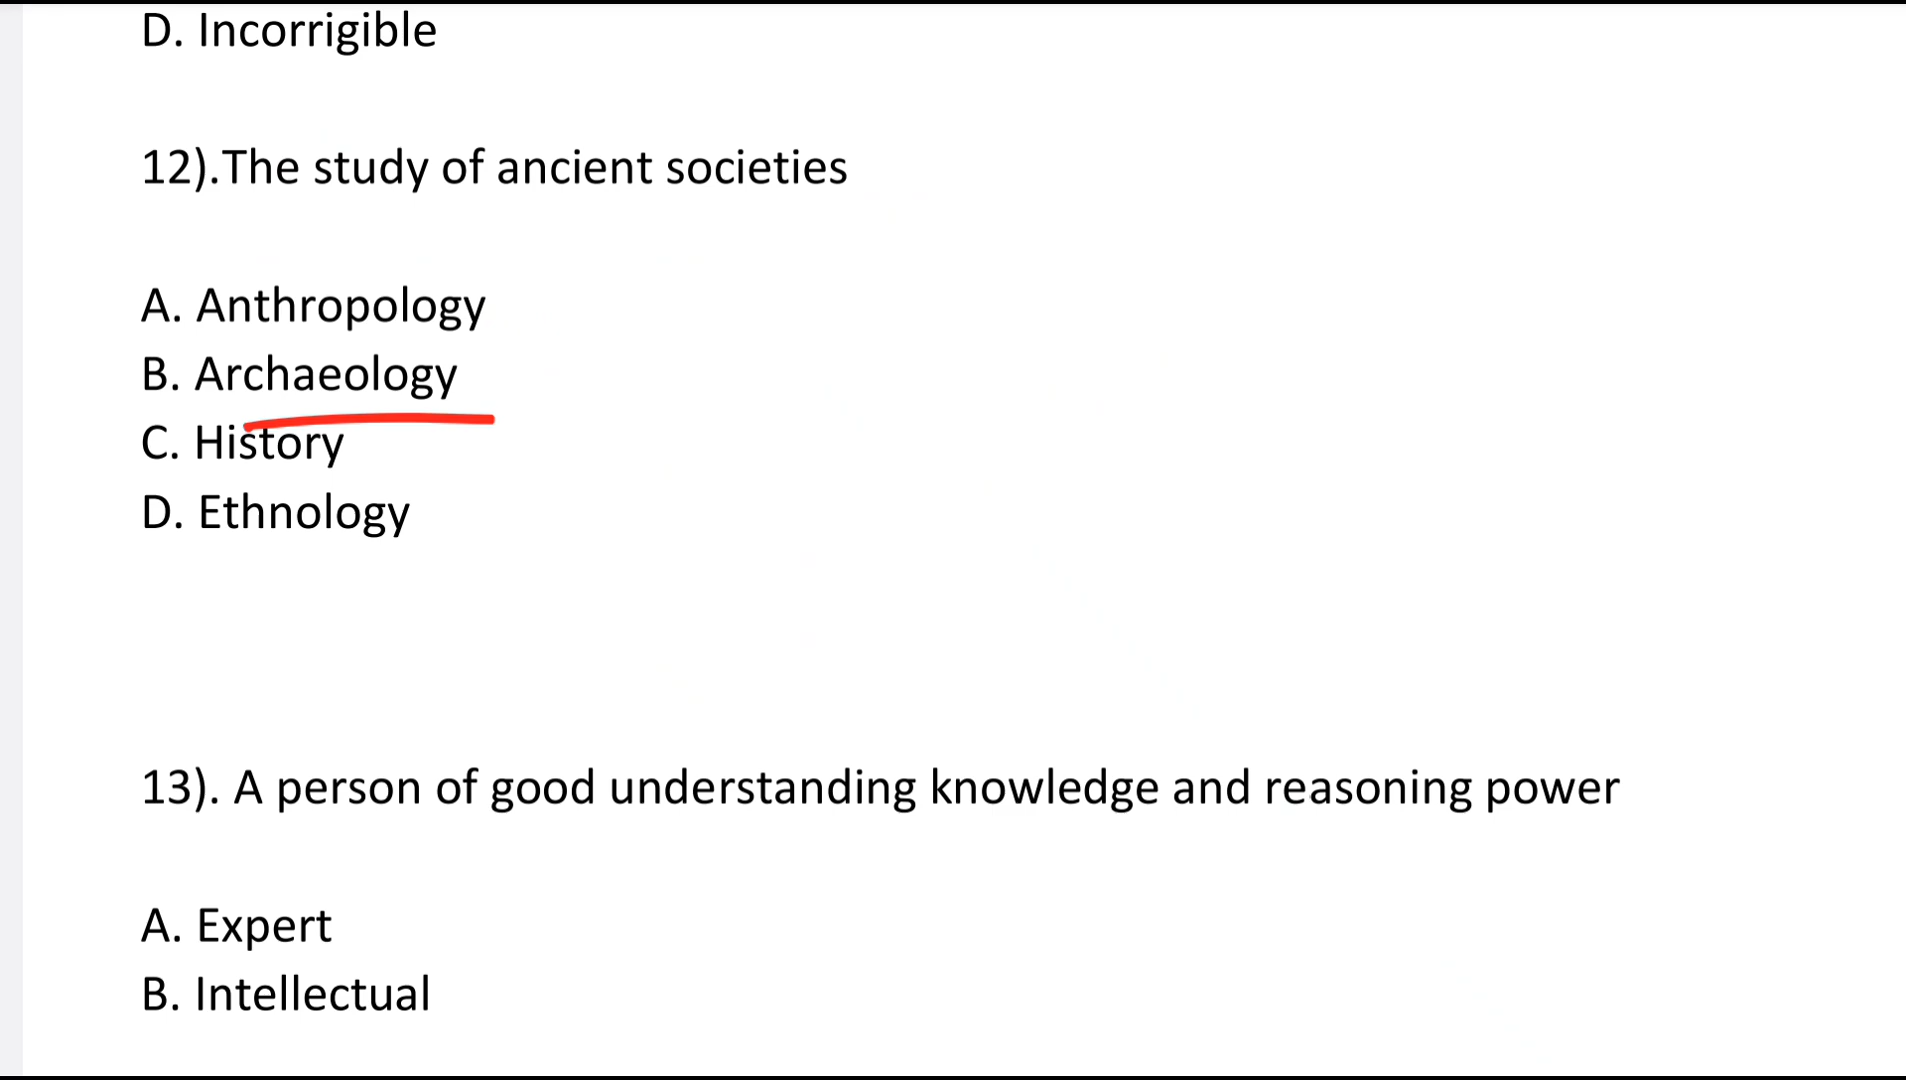 D. Incorrigible
12).The study of ancient societies
A. Anthropology
B. Archaeology
C. History
D. Ethnology
13). A person of good understanding knowledge and reasoning power
A. Expert
B. Intellectual